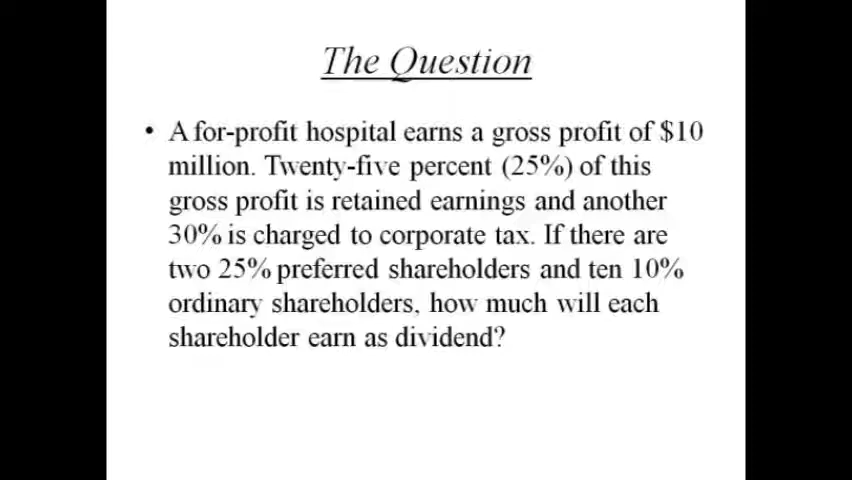 The Question
• A for-profit hospital earns a gross profit of $10
million. Twenty-five percent (25%) of this
gross profit is retained earnings and another
30% is charged to corporate tax. If there are
two 25% preferred shareholders and ten 10%
ordinary shareholders, how much will each
shareholder earn as dividend?